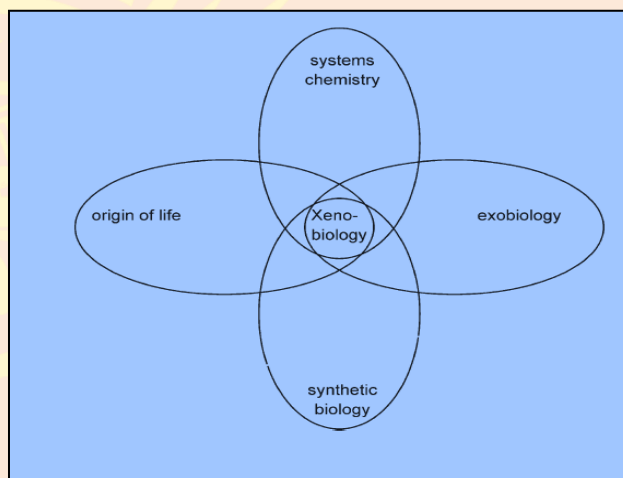 systems
chemistry
origin of life
Xeno-
biology
exobiology
synthetic
biology